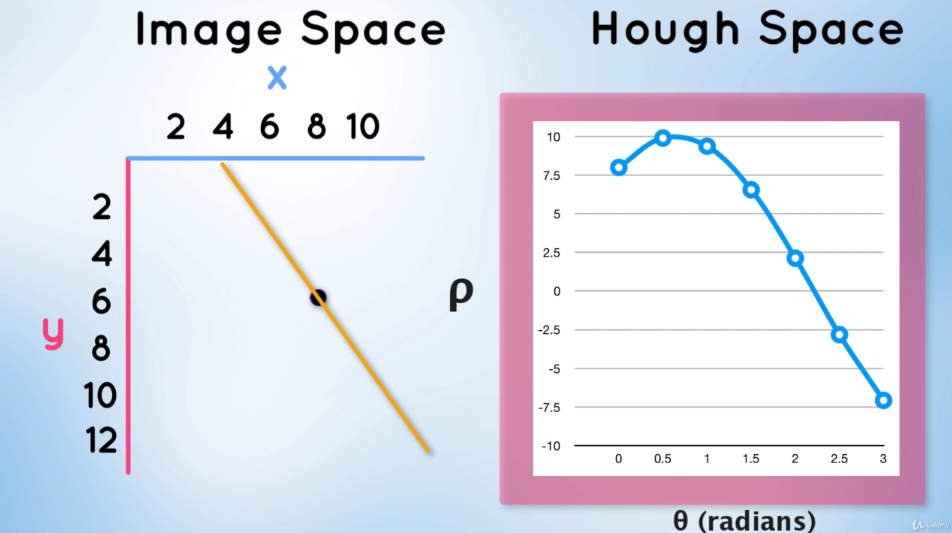 Image Space
Hough Space
x
2 4 6 8 10
2
4
6
8
10
12
y
ρ
10
7.5
5
2.5
0
-2.5
-5
-7.5
-10
0 0.5 1 1.5 2 2.5 3
θ (radians)
Udemy